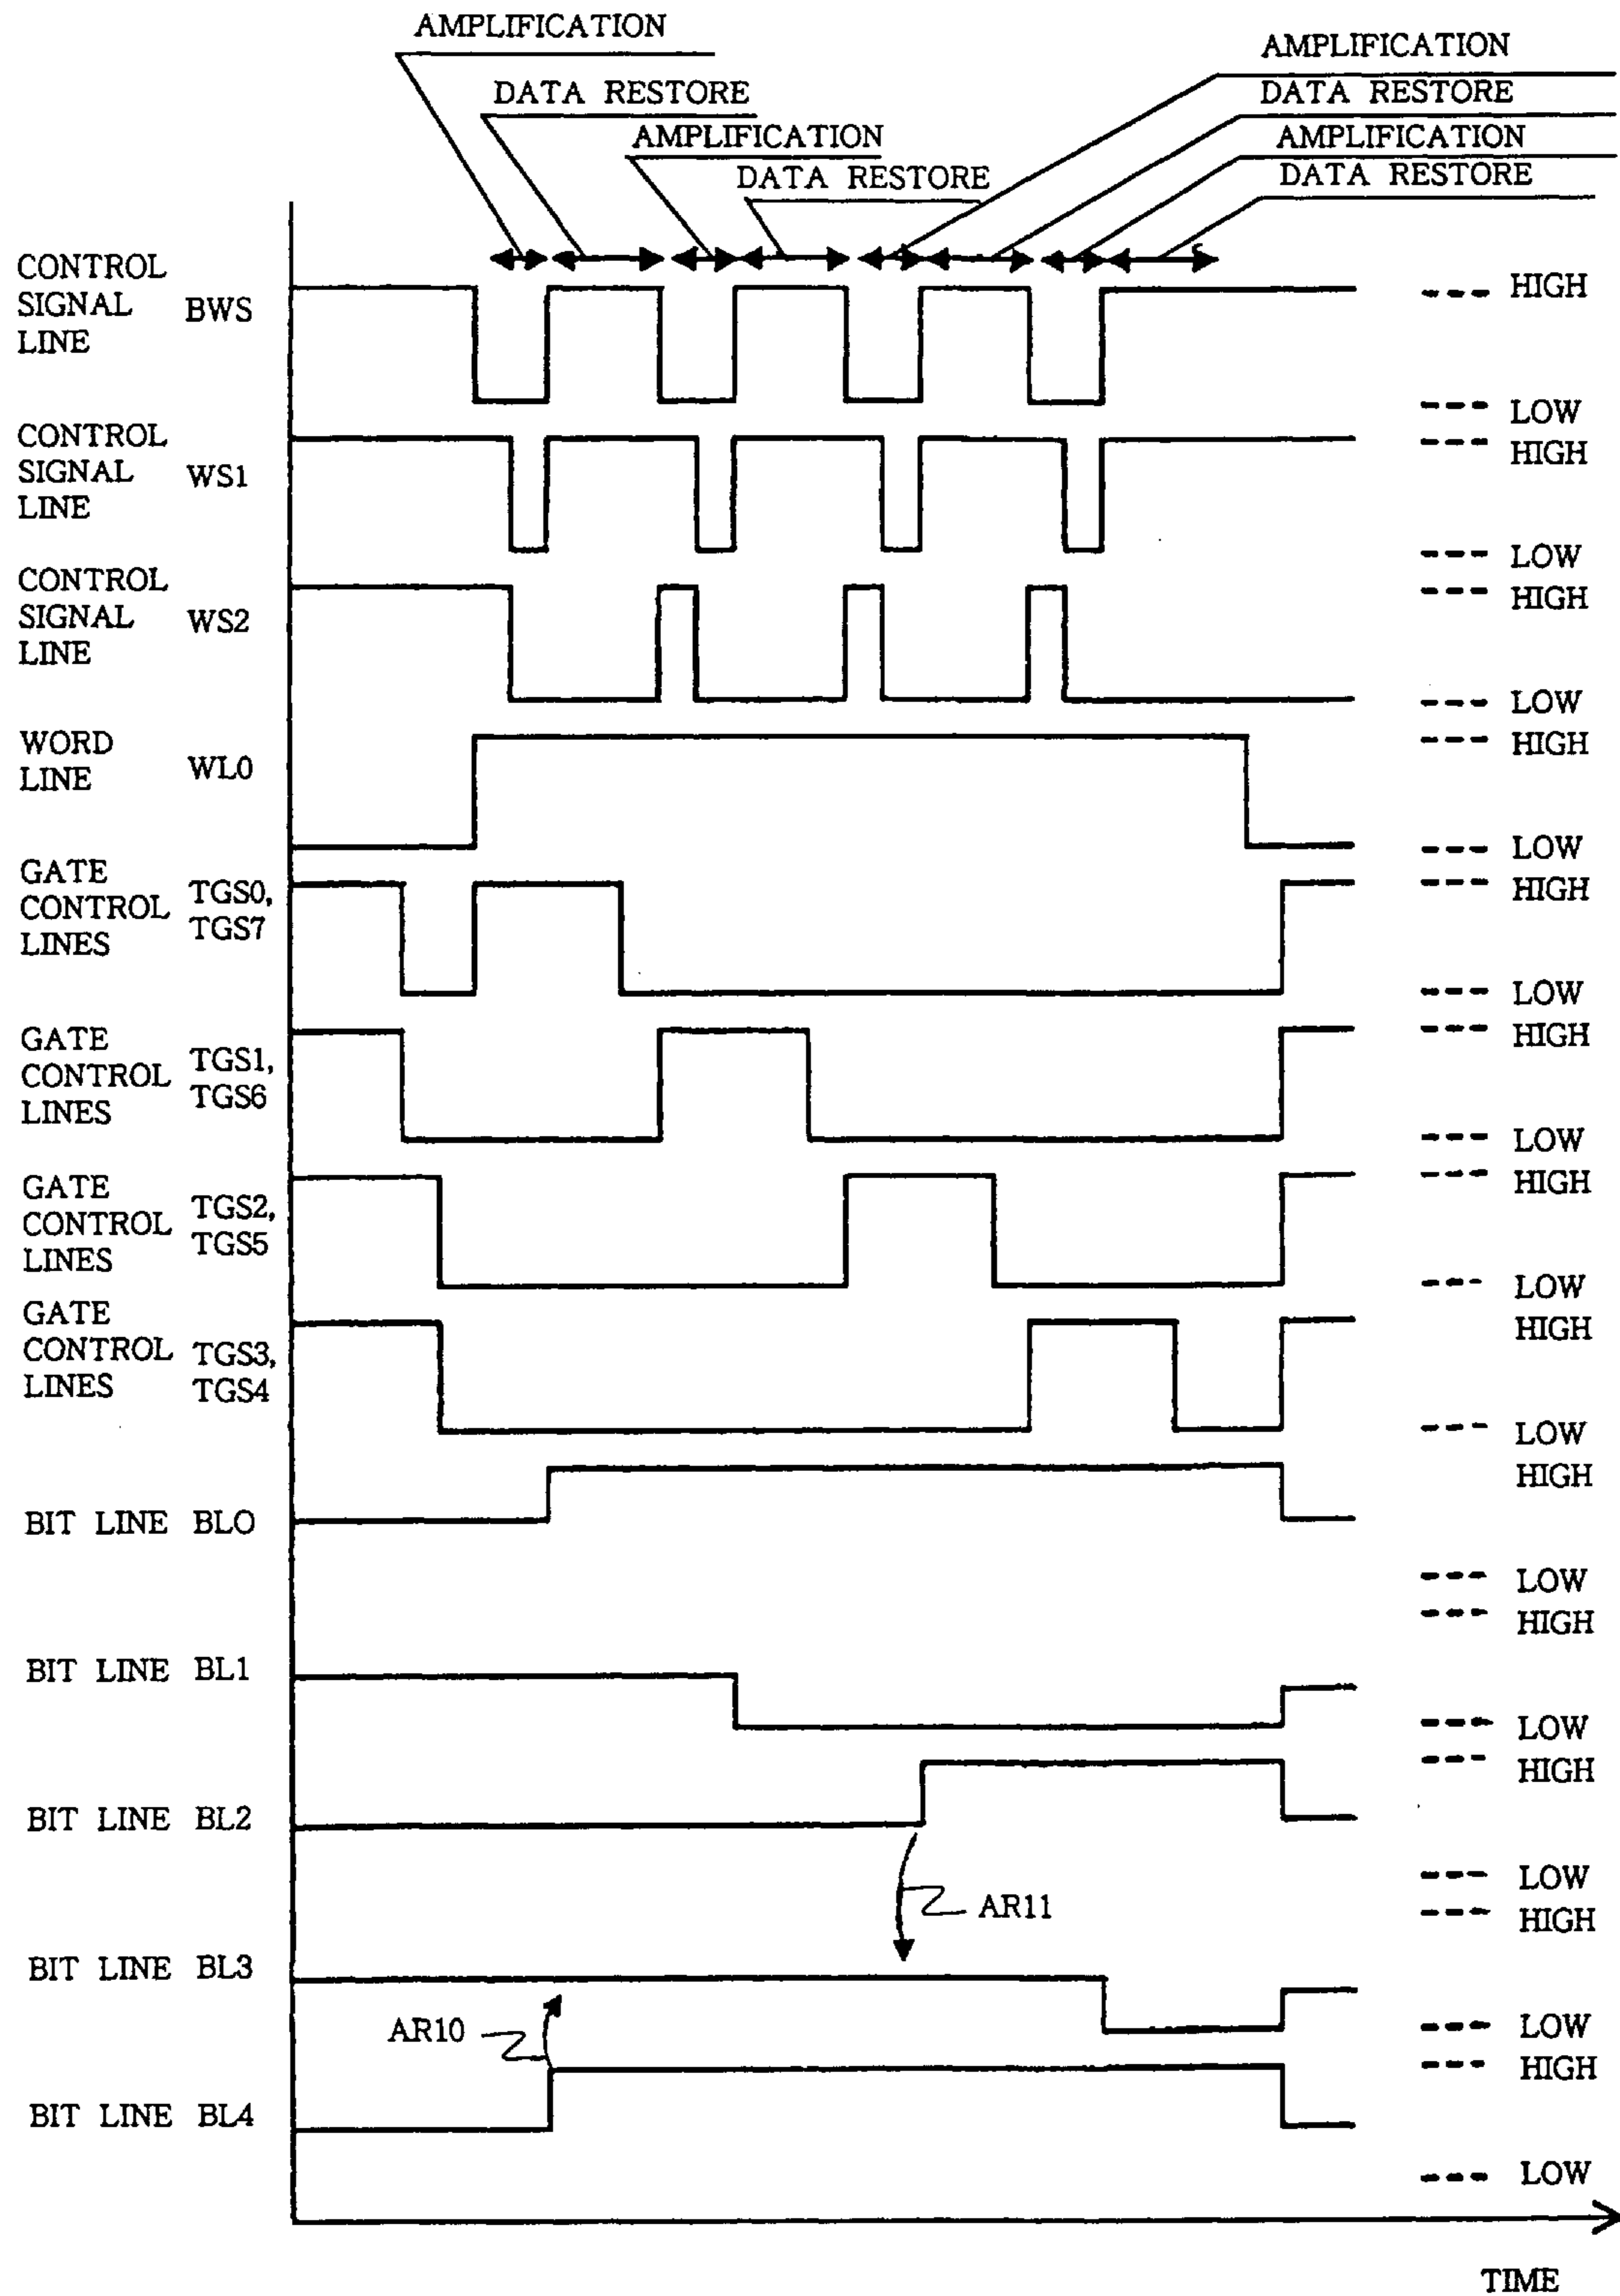 AMPLIFICATION
DATA RESTORE
AMPLIFICATION
DATA RESTORE
AMPLIFICATION
DATA RESTORE
AMPLIFICATION
DATA RESTORE
CONTROL
SIGNAL
LINE
BWS
HIGH
LOW
CONTROL
SIGNAL
LINE
WS1
HIGH
LOW
CONTROL
SIGNAL
LINE
WS2
HIGH
LOW
WORD
LINE
WL0
HIGH
LOW
GATE
CONTROL
LINES
TGS0,
TGS7
HIGH
LOW
GATE
CONTROL
LINES
TGS1,
TGS6
HIGH
LOW
GATE
CONTROL
LINES
TGS2,
TGS5
HIGH
LOW
GATE
CONTROL
LINES
TGS3,
TGS4
HIGH
LOW
BIT LINE BL0
HIGH
LOW
BIT LINE BL1
HIGH
LOW
BIT LINE BL2
HIGH
LOW
AR11
BIT LINE BL3
HIGH
LOW
AR10
BIT LINE BL4
HIGH
LOW
TIME